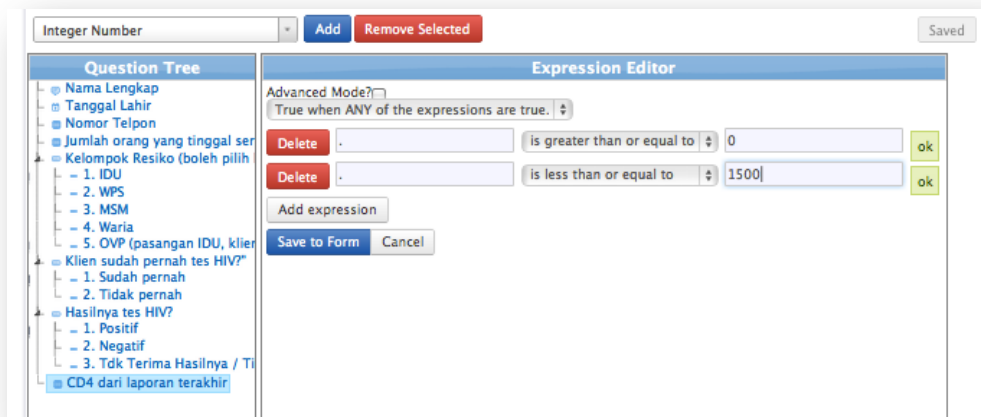 Integer Number Add Remove Selected Saved
Question Tree
Nama Lengkap
Tanggal Lahir
Nomor Telpon
Jumlah orang yang tinggal ser
Kelompok Resiko (boleh pilih
1. IDU
2. WPS
3. MSM
4. Waria
5. OVP (pasangan IDU, klier
Klien sudah pernah tes HIV?"
1. Sudah pernah
2. Tidak pernah
Hasilnya tes HIV?
1. Positif
2. Negatif
3. Tdk Terima Hasilnya / Ti
CD4 dari laporan terakhir
Expression Editor
Advanced Mode?
True when ANY of the expressions are true.
Delete . is greater than or equal to 0 ok
Delete . is less than or equal to 1500 ok
Add expression
Save to Form Cancel